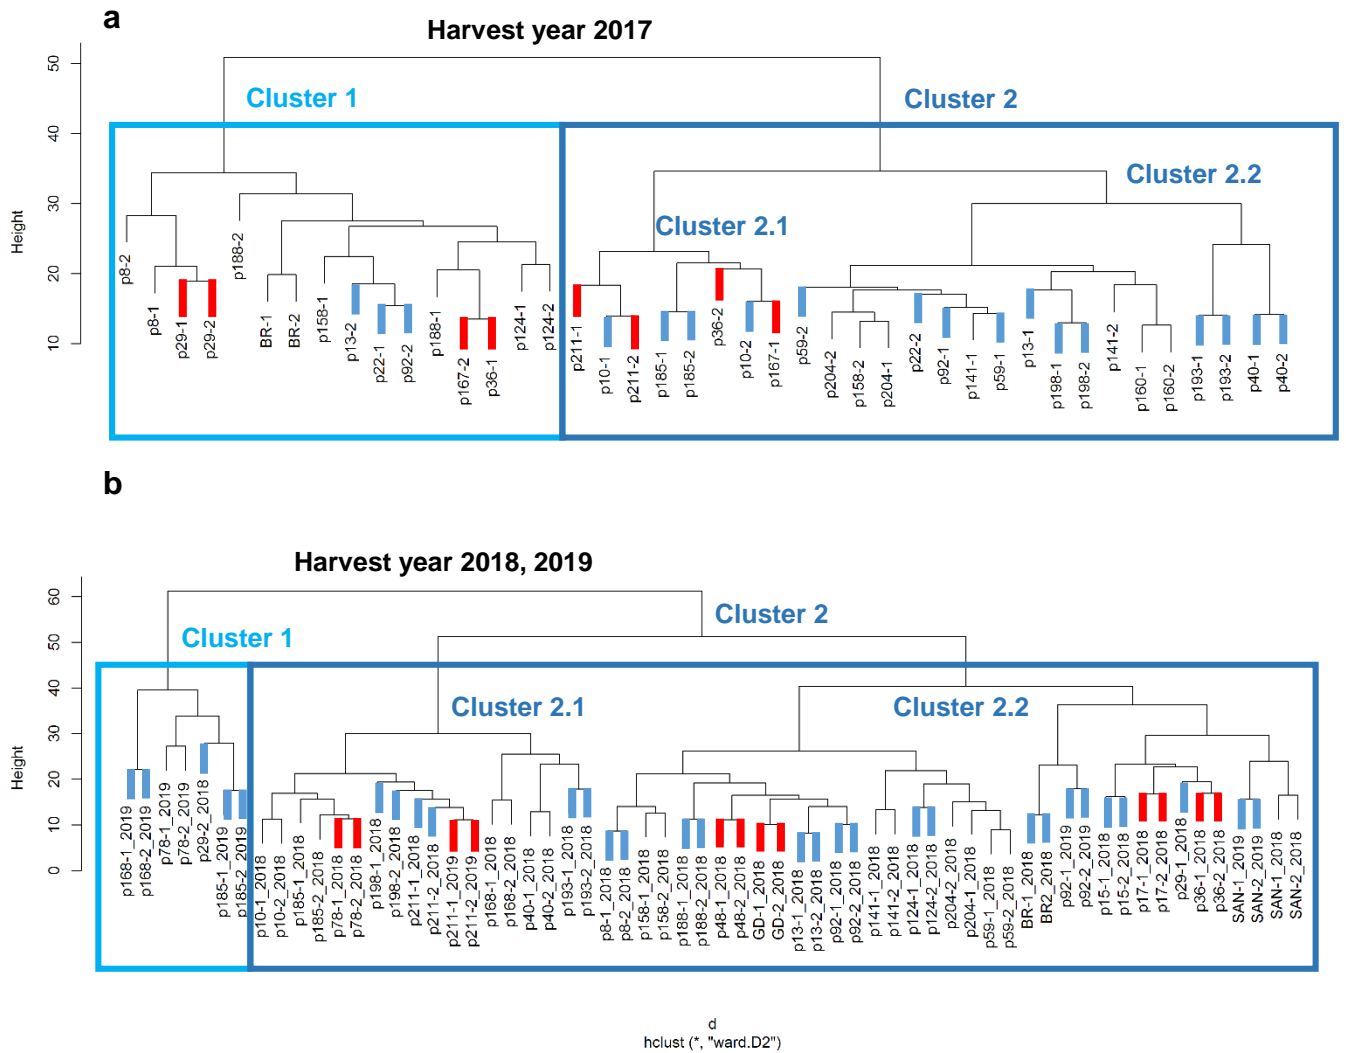 a
Harvest year 2017
Cluster 1
Cluster 2
Cluster 2.2
Cluster 2.1
Height
50
40
30
20
10
p8-2
p8-1
p29-1
p29-2
p188-2
BR-1
BR-2
p158-1
p13-2
p22-1
p92-2
p188-1
p167-2
p36-1
p124-1
p124-2
p211-1
p10-1
p211-2
p185-1
p185-2
p36-2
p10-2
p167-1
p59-2
p204-2
p158-2
p204-1
p22-2
p92-1
p141-1
p59-1
p13-1
p198-1
p198-2
p141-2
p160-1
p160-2
p193-1
p193-2
p40-1
p40-2
b
Harvest year 2018, 2019
Cluster 2
Cluster 1
Cluster 2.1
Cluster 2.2
Height
60
50
40
30
20
10
0
p168-1_2019
p168-2_2019
p78-1_2019
p78-2_2019
p29-2_2018
p185-1_2019
p185-2_2019
p10-1_2018
p10-2_2018
p185-1_2018
p185-2_2018
p78-1_2018
p78-2_2018
p198-1_2018
p198-2_2018
p211-1_2018
p211-2_2018
p211-1_2019
p211-2_2019
p168-1_2018
p168-2_2018
p40-1_2018
p40-2_2018
p193-1_2018
p193-2_2018
p8-1_2018
p8-2_2018
p158-1_2018
p158-2_2018
p188-1_2018
p188-2_2018
p48-1_2018
p48-2_2018
GD-1_2018
GD-2_2018
p13-1_2018
p13-2_2018
p92-1_2018
p92-2_2018
p141-1_2018
p141-2_2018
p124-1_2018
p124-2_2018
p204-2_2018
p204-1_2018
p59-1_2018
p59-2_2018
BR-1_2018
BR2_2018
p92-1_2019
p92-2_2019
p15-1_2018
p15-2_2018
p17-1_2018
p17-2_2018
p29-1_2018
p36-1_2018
p36-2_2018
SAN-1_2019
SAN-2_2019
SAN-1_2018
SAN-2_2018
d
hclust (*, "ward.D2")